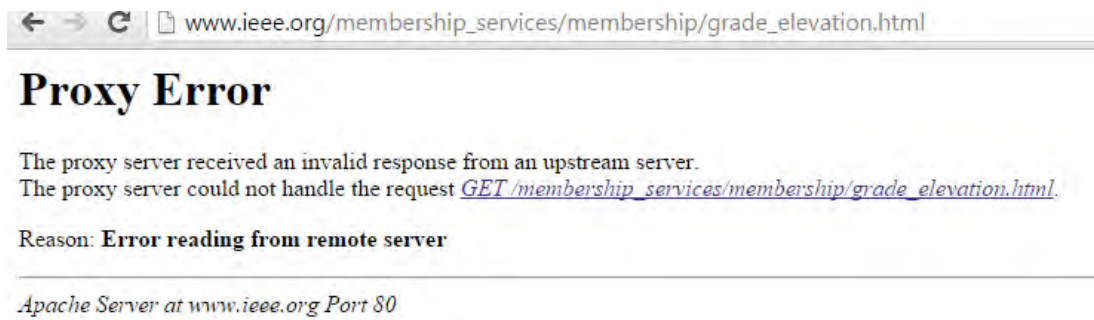 www.ieee.org/membership_services/membership/grade_elevation.html
Proxy Error
The proxy server received an invalid response from an upstream server.
The proxy server could not handle the request GET /membership_services/membership/grade_elevation.html.
Reason: Error reading from remote server
Apache Server at www.ieee.org Port 80